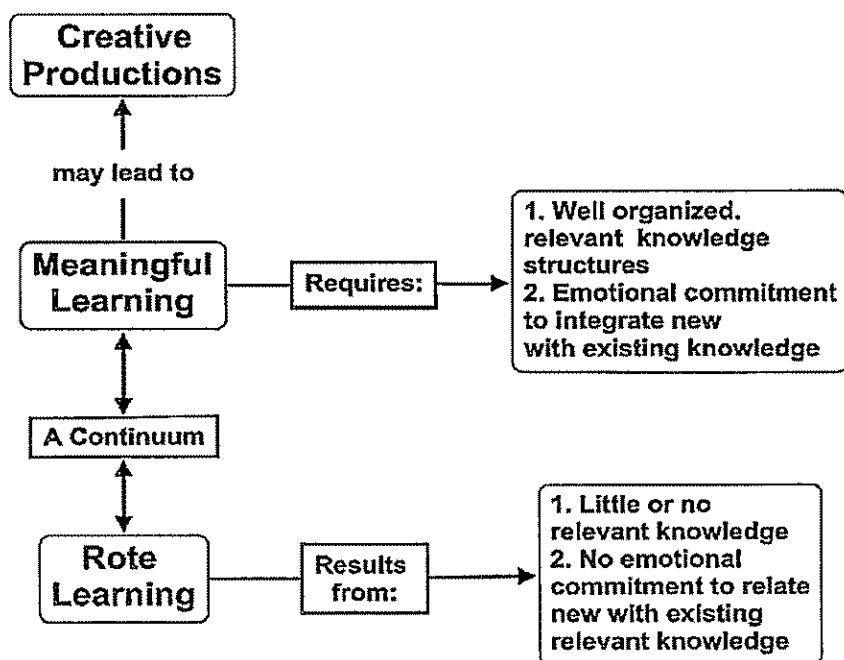 Creative
Productions
may lead to
Meaningful
Learning
Requires:
1. Well organized.
relevant knowledge
structures
2. Emotional commitment
to integrate new
with existing knowledge
A Continuum
Rote
Learning
Results
from:
1. Little or no
relevant knowledge
2. No emotional
commitment to relate
new with existing
relevant knowledge